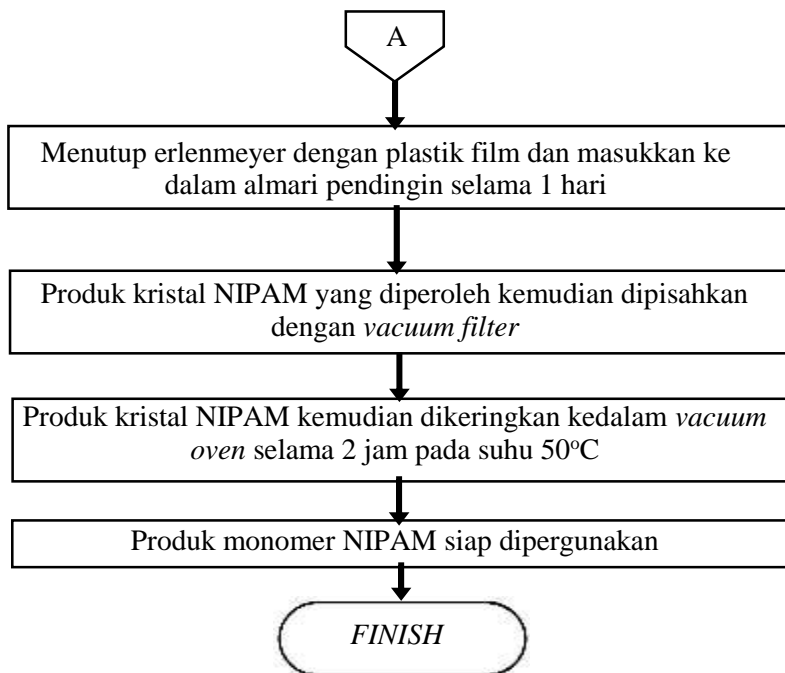 A
Menutup erlenmeyer dengan plastik film dan masukkan ke
dalam almari pendingin selama 1 hari
Produk kristal NIPAM yang diperoleh kemudian dipisahkan
dengan vacuum filter
Produk kristal NIPAM kemudian dikeringkan kedalam vacuum
oven selama 2 jam pada suhu 50°C
Produk monomer NIPAM siap dipergunakan
FINISH